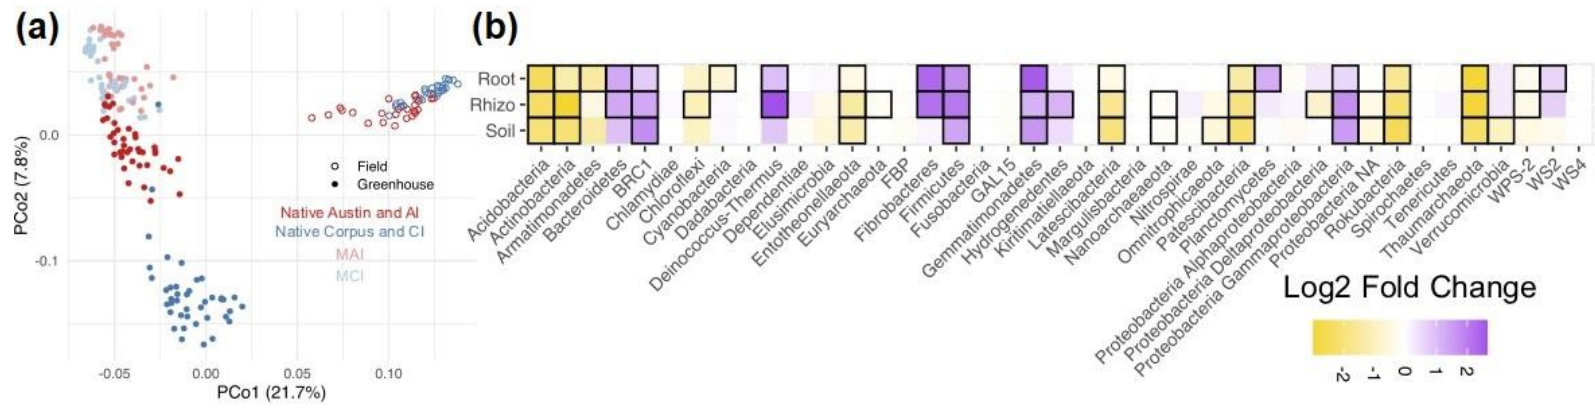 (a)
PCo2 (7.8%)
0.0
-0.1
Field
Greenhouse
Native Austin and AI
Native Corpus and CI
MAI
MCI
-0.05
0.00
0.05
0.10
PCo1 (21.7%)
(b)
Root
Rhizo
Soil
Acidobacteria
Actinobacteria
Armatimonadetes
Bacteroidetes
BRC1
Chlamydiae
Chloroflexi
Cyanobacteria
Dadabacteria
Deinococcus-Thermus
Dependentiae
Elusimicrobia
Entotheonellaeota
Euryarchaeota
FBP
Fibrobacteres
Firmicutes
Fusobacteria
GAL15
Gemmatimonadetes
Hydrogenedentes
Kiritimatiellaeota
Latescibacteria
Margulisbacteria
Nanoarchaeaeota
Nitrospirae
Omnitrophicaeota
Patescibacteria
Planctomycetes
Proteobacteria Alphaproteobacteria
Proteobacteria Deltaproteobacteria
Proteobacteria Gammaproteobacteria
Proteobacteria NA
Rokubacteria
Spirochaetes
Tenericutes
Thaumarchaeota
Verrucomicrobia
WPS-2
WS2
WS4
Log2 Fold Change
-2
-1
0
1
2